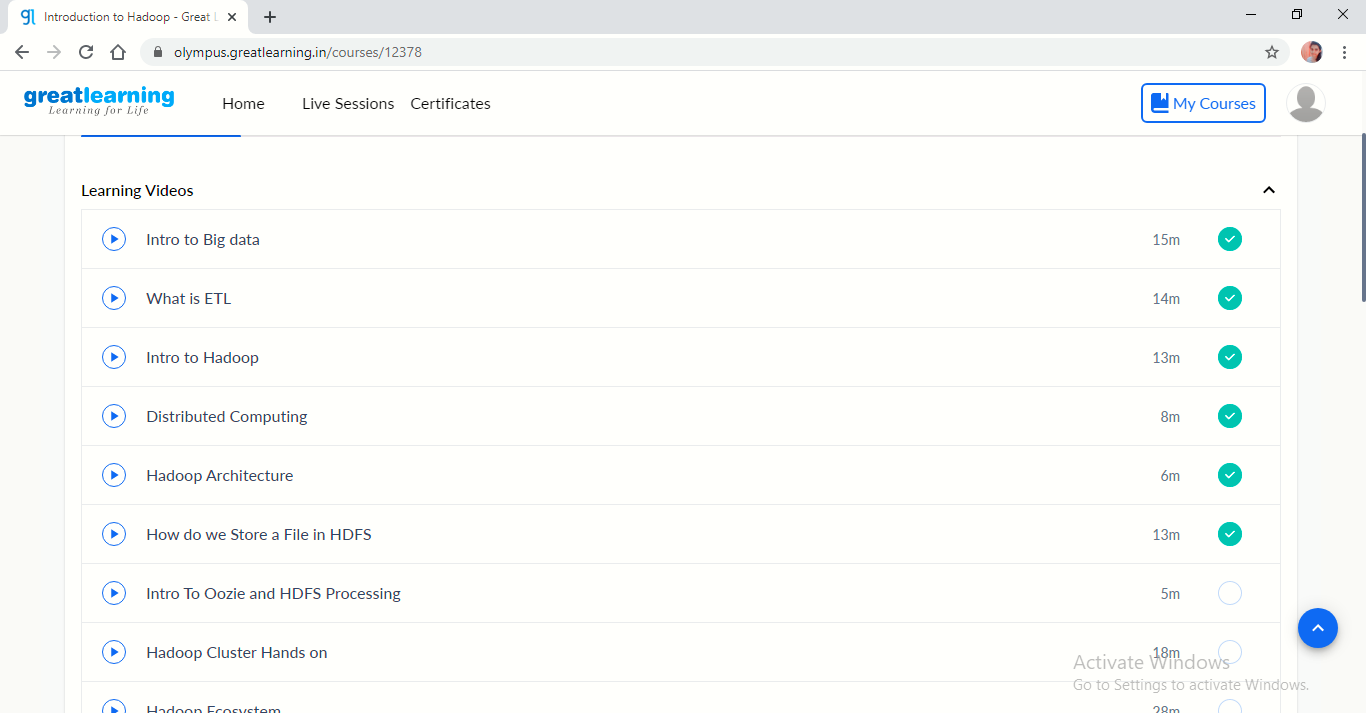 Introduction to Hadoop - Great L
olympus.greatlearning.in/courses/12378
greatlearning
Learning for Life
Home Live Sessions Certificates My Courses
Learning Videos
Intro to Big data 15m
What is ETL 14m
Intro to Hadoop 13m
Distributed Computing 8m
Hadoop Architecture 6m
How do we Store a File in HDFS 13m
Intro To Oozie and HDFS Processing 5m
Hadoop Cluster Hands on 18m
Activate Windows
Go to Settings to activate Windows.
Hadoop Ecosystem 28m